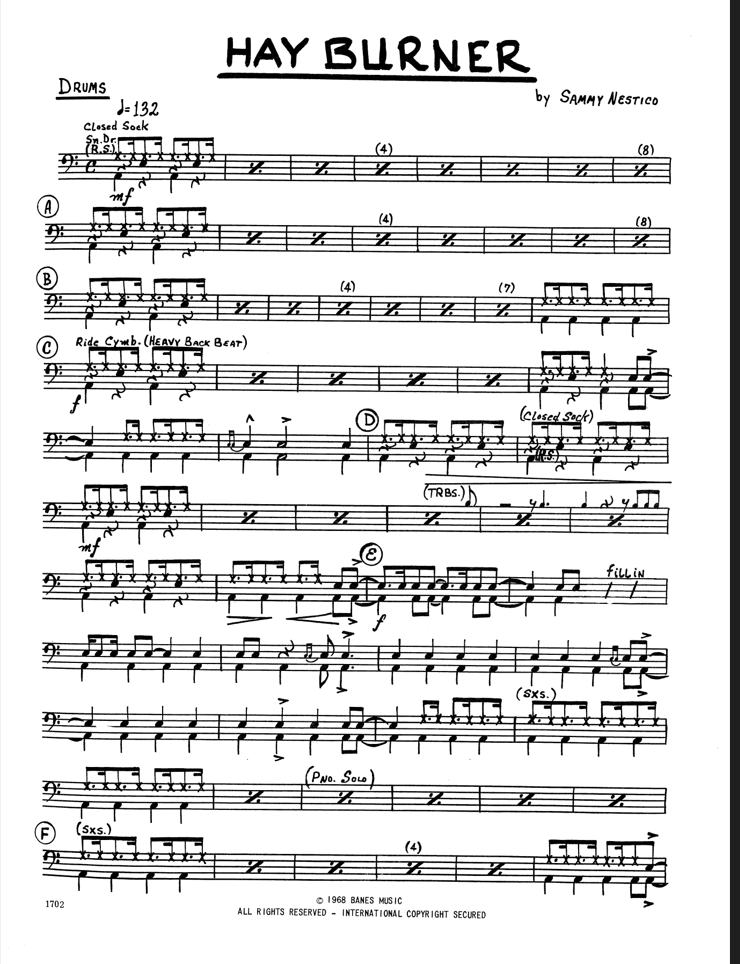 HAY BURNER
DRUMS
by SAMMY NESTICO
♩=132
Closed Sock
Sn. Dr.
(R.S.)
(4) (8)
mf
A
(4) (8)
B
(4) (7)
C Ride Cymb. (HEAVY BACK BEAT)
f
D (Closed Sock)
(R.S.)
(TRBS.)
mf
E
fiLL iN
f
(SXS.)
(PNO. SOLO)
F (SXS.)
(4)
1702
© 1968 BANES MUSIC
ALL RIGHTS RESERVED - INTERNATIONAL COPYRIGHT SECURED